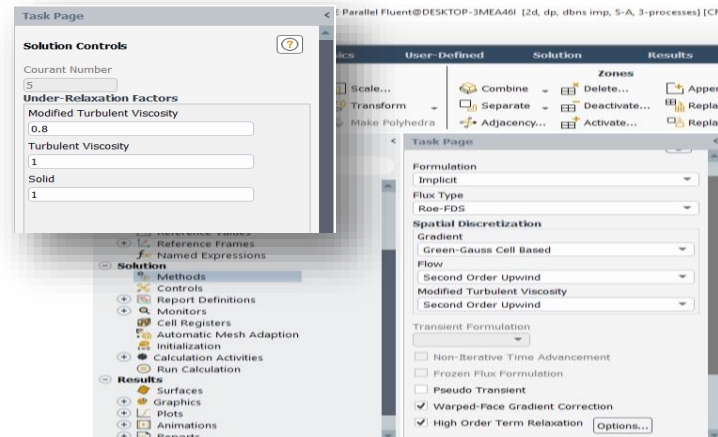 Task Page
Solution Controls
?
Courant Number
5
Under-Relaxation Factors
Modified Turbulent Viscosity
0.8
Turbulent Viscosity
1
Solid
1
Parallel Fluent@DESKTOP-3MEA46I [2d, dp, dbns imp, S-A, 3-processes]
User-Defined
Solution
Results
Zones
Scale...
Combine
Delete...
Transform
Separate
Deactivate...
Make Polyhedra
Adjacency...
Activate...
Reference Values
Reference Frames
Named Expressions
Solution
Methods
Controls
Report Definitions
Monitors
Cell Registers
Automatic Mesh Adaption
Initialization
Calculation Activities
Run Calculation
Results
Surfaces
Graphics
Plots
Animations
Reports
Task Page
Formulation
Implicit
Flux Type
Roe-FDS
Spatial Discretization
Gradient
Green-Gauss Cell Based
Flow
Second Order Upwind
Modified Turbulent Viscosity
Second Order Upwind
Transient Formulation
Non-Iterative Time Advancement
Frozen Flux Formulation
Pseudo Transient
Warped-Face Gradient Correction
High Order Term Relaxation
Options...